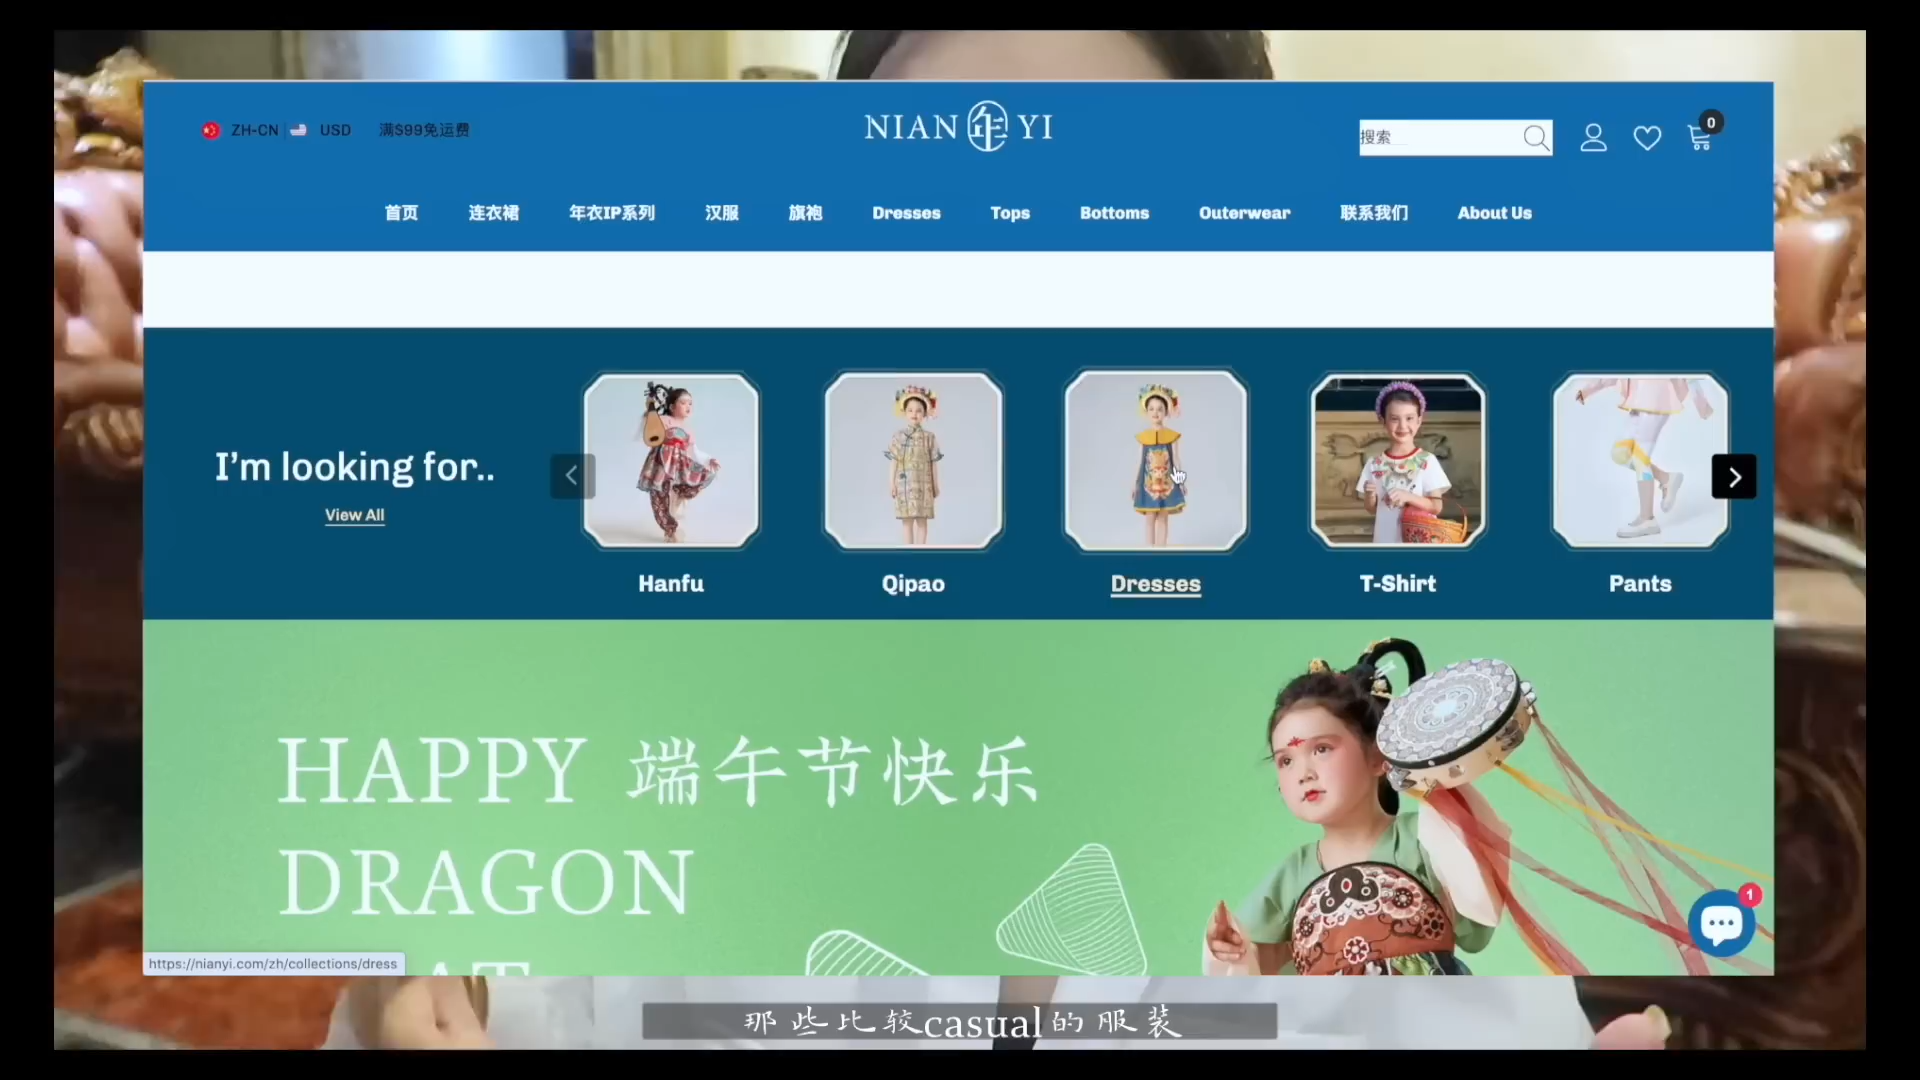 ZH-CN USD 满$99免运费
NIAN 年 YI
搜索
0
首页 连衣裙 年衣IP系列 汉服 旗袍 Dresses Tops Bottoms Outerwear 联系我们 About Us
I'm looking for..
View All
Hanfu Qipao Dresses T-Shirt Pants
HAPPY 端午节快乐
DRAGON
1
https://nianyi.com/zh/collections/dress
那些比较casual的服装